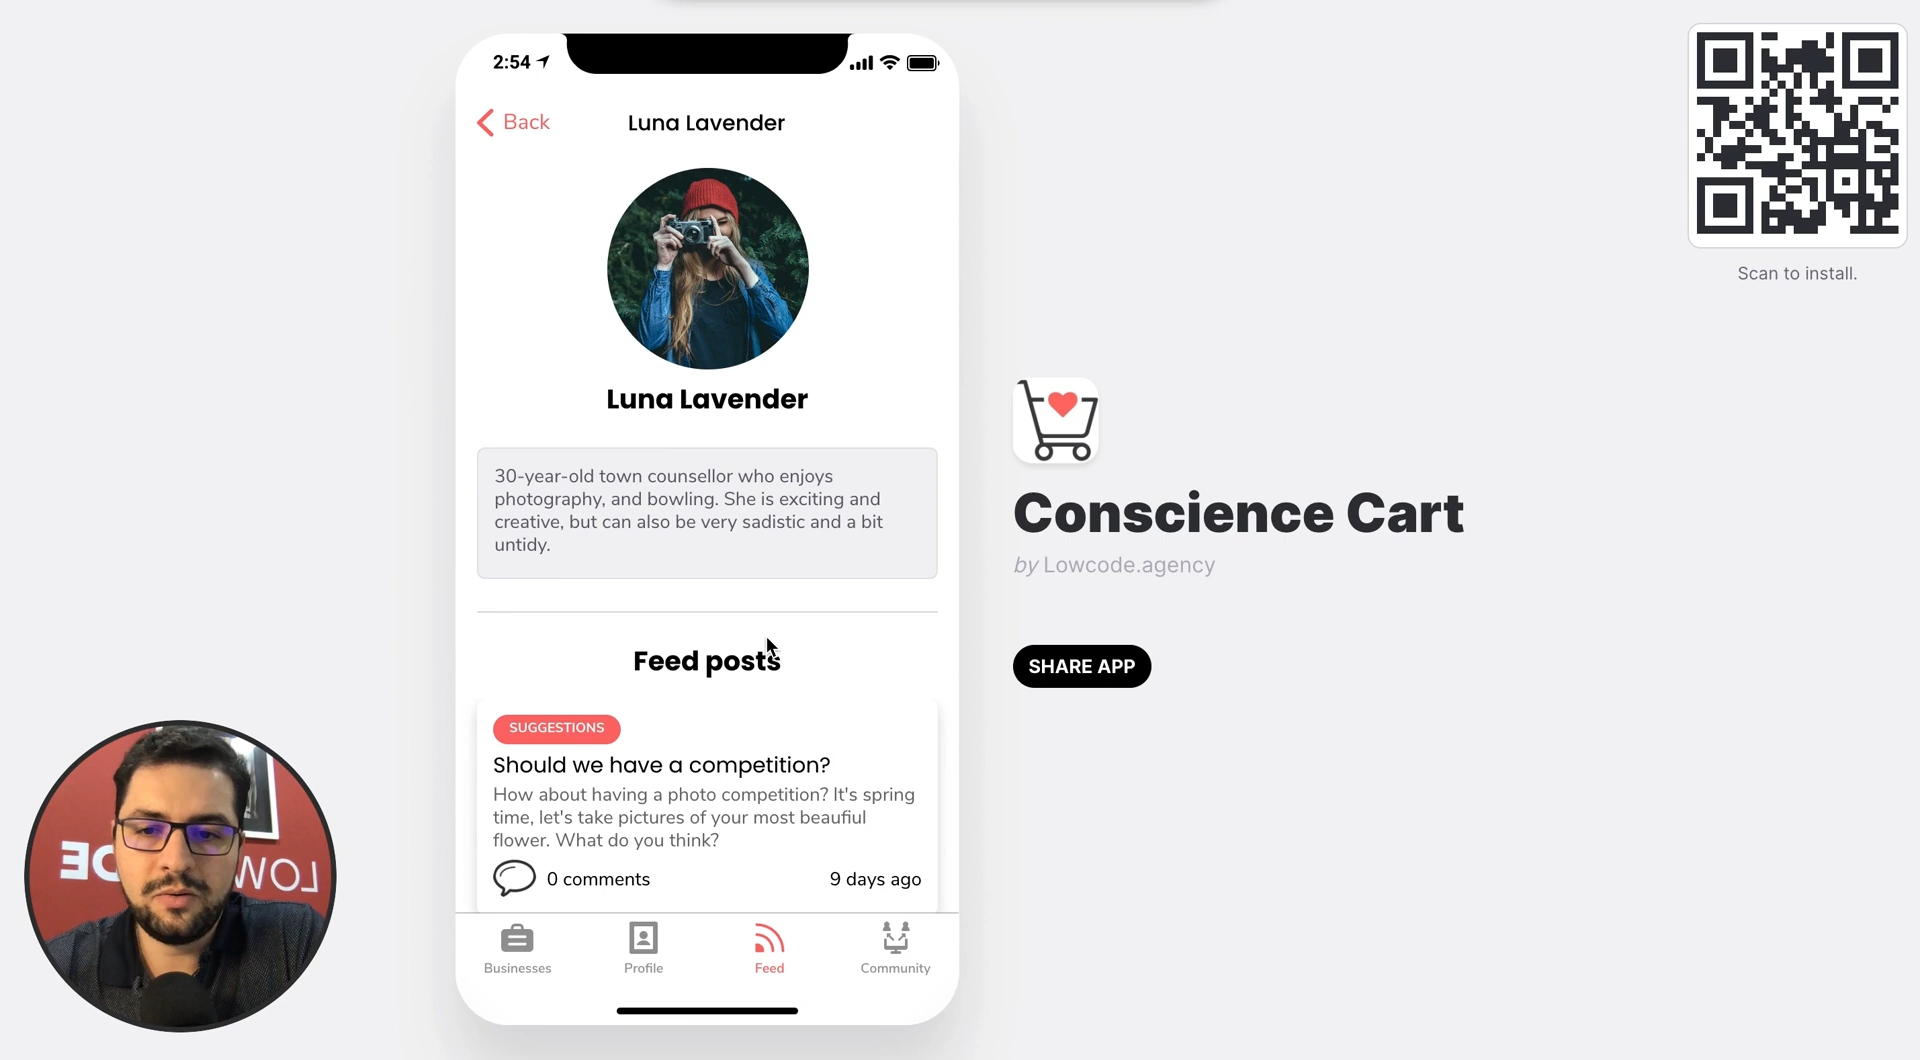 2:54
Back
Luna Lavender
Luna Lavender
30-year-old town counsellor who enjoys
photography, and bowling. She is exciting and
creative, but can also be very sadistic and a bit
untidy.
Feed posts
SUGGESTIONS
Should we have a competition?
How about having a photo competition? It's spring
time, let's take pictures of your most beaufiul
flower. What do you think?
0 comments
9 days ago
Businesses
Profile
Feed
Community
Scan to install.
Conscience Cart
by Lowcode.agency
SHARE APP
LOW DE